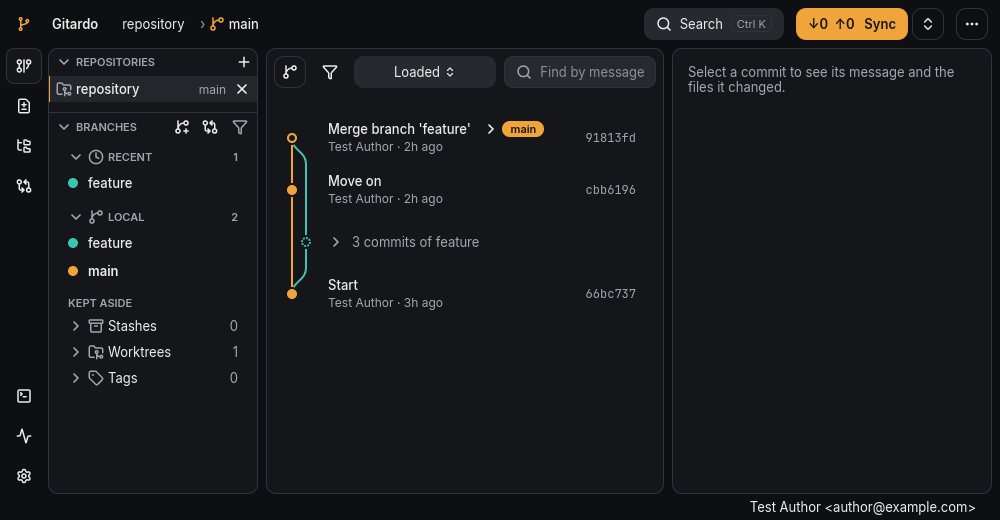 Gitardo repository › main Search Ctrl K ↓0 ↑0 Sync
REPOSITORIES
repository main
BRANCHES
RECENT 1
feature
LOCAL 2
feature
main
KEPT ASIDE
Stashes 0
Worktrees 1
Tags 0
Loaded Find by message
Merge branch 'feature' main 91813fd
Test Author · 2h ago
Move on cbb6196
Test Author · 2h ago
3 commits of feature
Start 66bc737
Test Author · 3h ago
Select a commit to see its message and the
files it changed.
Test Author <author@example.com>